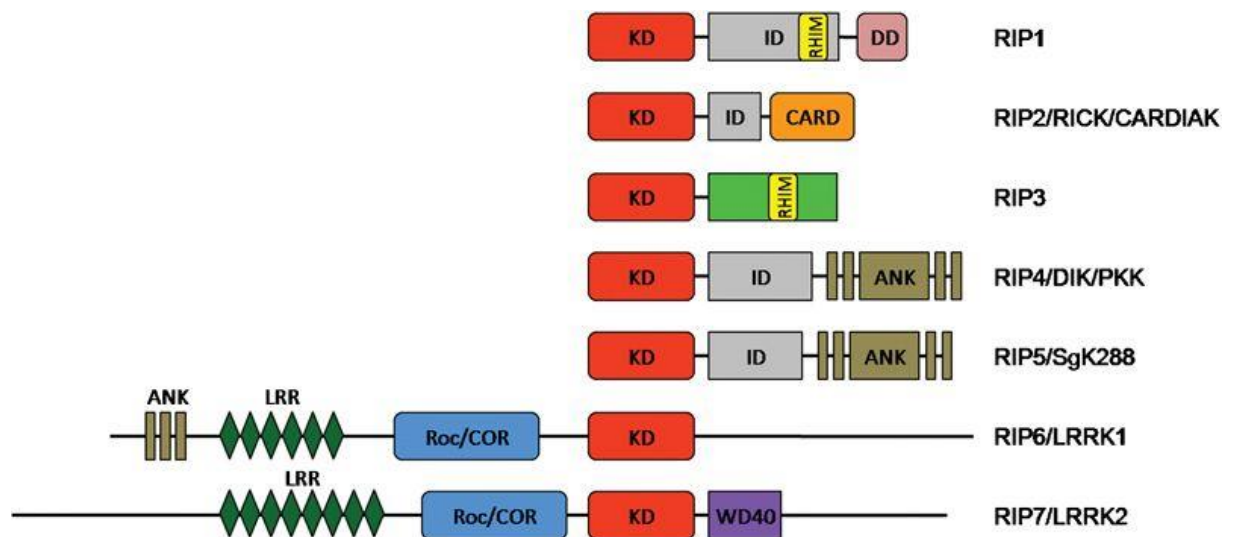 KD ID RHIM DD RIP1
KD ID CARD RIP2/RICK/CARDIAK
KD RHIM RIP3
KD ID ANK RIP4/DIK/PKK
KD ID ANK RIP5/SgK288
ANK LRR
Roc/COR KD RIP6/LRRK1
LRR
Roc/COR KD WD40 RIP7/LRRK2